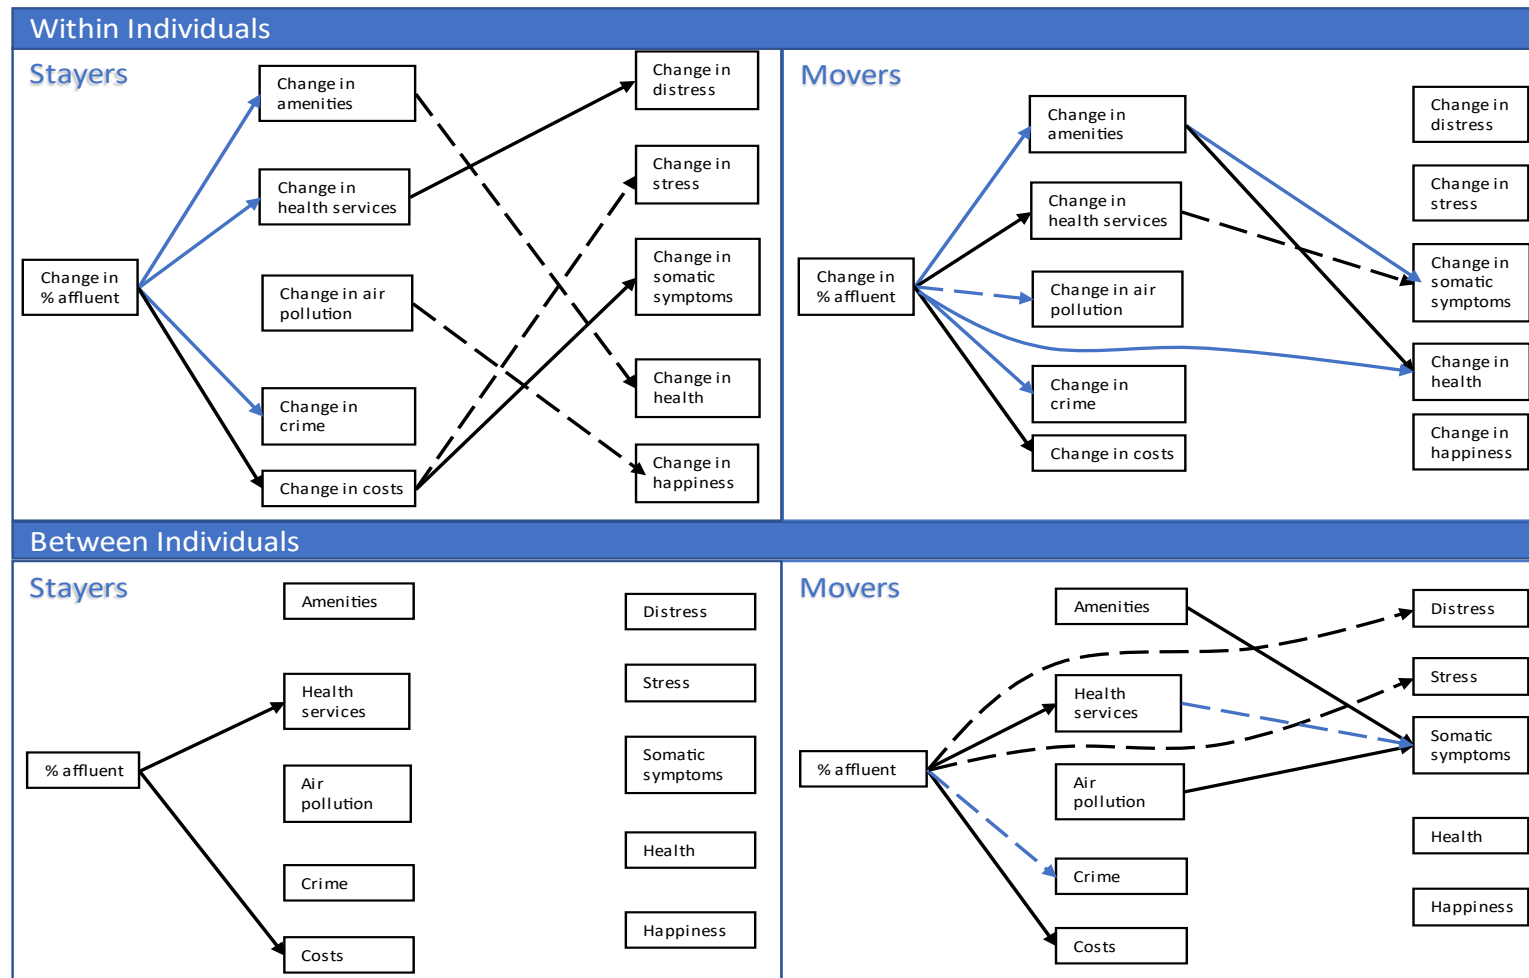 Within Individuals
Stayers
Change in
amenities
Change in
health services
Change in
% affluent
Change in air
pollution
Change in
crime
Change in costs
Change in
distress
Change in
stress
Change in
somatic
symptoms
Change in
health
Change in
happiness
Movers
Change in
amenities
Change in
health services
Change in
% affluent
Change in air
pollution
Change in
crime
Change in costs
Change in
distress
Change in
stress
Change in
somatic
symptoms
Change in
health
Change in
happiness
Between Individuals
Stayers
Amenities
Health
services
% affluent
Air
pollution
Crime
Costs
Distress
Stress
Somatic
symptoms
Health
Happiness
Movers
Amenities
Health
services
% affluent
Air
pollution
Crime
Costs
Distress
Stress
Somatic
symptoms
Health
Happiness